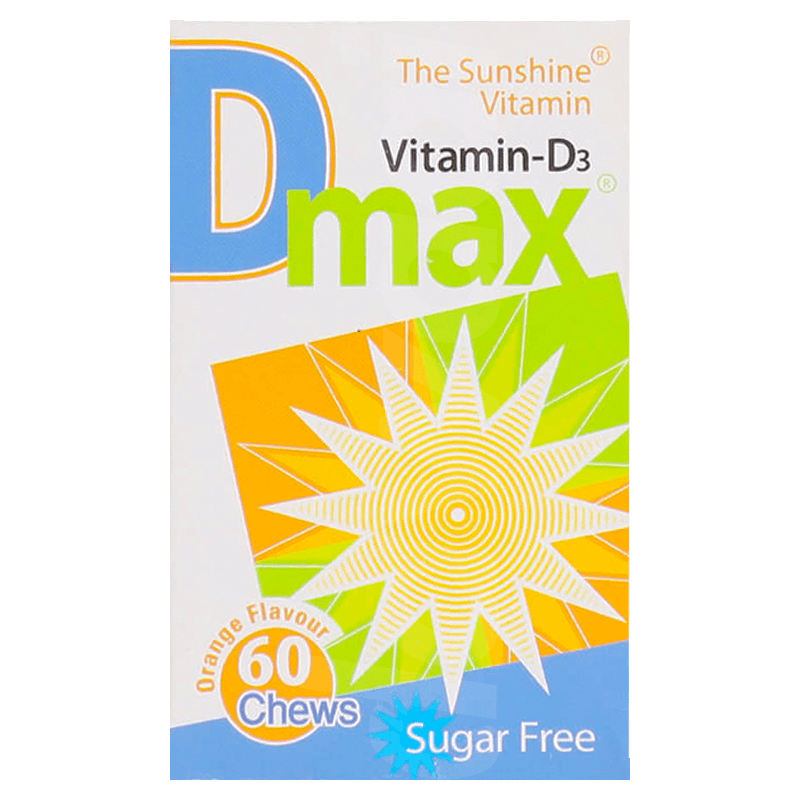 The Sunshine®
Vitamin
Vitamin-D3
Dmax®
Orange Flavour
60
Chews
Sugar Free